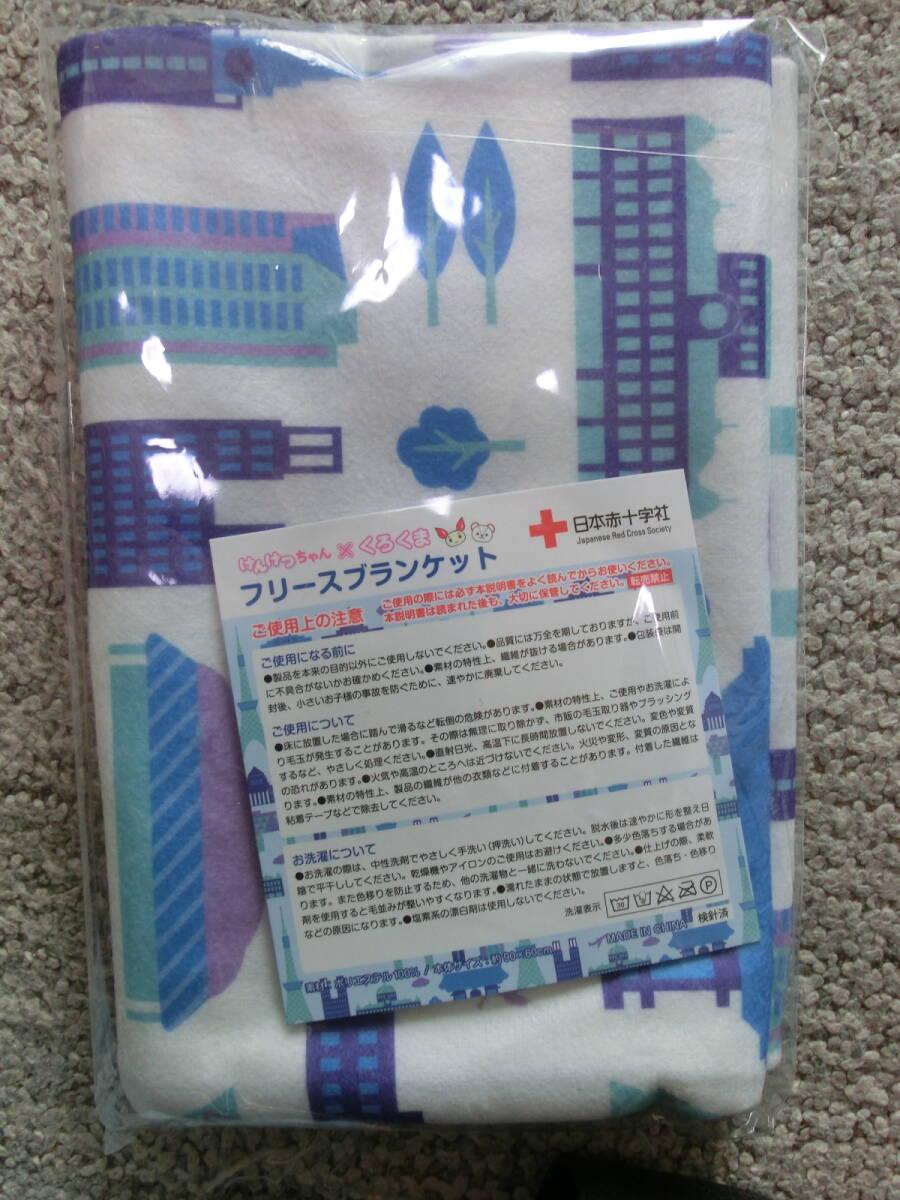 けんけつちゃん×くろくま
日本赤十字社
Japanese Red Cross Society
フリースブランケット
ご使用上の注意
ご使用の際には必ず本説明書をよく読んでからお使いください。
本説明書は読まれた後も、大切に保管してください。 転売禁止
ご使用になる前に
●製品を本来の目的以外にご使用しないでください。●品質には万全を期しておりますが、ご使用前
に不具合がないかお確かめください。●素材の特性上、繊維が抜ける場合があります。●包装袋は開
封後、小さいお子様の事故を防ぐために、速やかに廃棄してください。
ご使用について
●床に放置した場合に踏んで滑るなど転倒の危険があります。●素材の特性上、ご使用やお洗濯によ
り毛玉が発生することがあります。その際は無理に取り除かず、市販の毛玉取り器やブラッシング
するなど、やさしく処理ください。●直射日光、高温下に長時間放置しないでください。変色や変質
の恐れがあります。●火気や高温のところへは近づけないでください。火災や変形、変質の原因とな
ります。●素材の特性上、製品の繊維が他の衣類などに付着することがあります。付着した繊維は
粘着テープなどで除去してください。
お洗濯について
●お洗濯の際は、中性洗剤でやさしく手洗い(押洗い)してください。脱水後は速やかに形を整え日
陰で平干ししてください。乾燥機やアイロンのご使用はお避けください。●多少色落ちする場合があ
ります。また色移りを防止するため、他の洗濯物と一緒に洗わないでください。●仕上げの際、柔軟
剤を使用すると毛並みが整いやすくなります。●濡れたままの状態で放置しますと、色落ち・色移り
などの原因になります。●塩素系の漂白剤は使用しないでください。
洗濯表示 30 P
検針済
素材:ポリエステル100% / 本体サイズ:約90×60cm
MADE IN CHINA